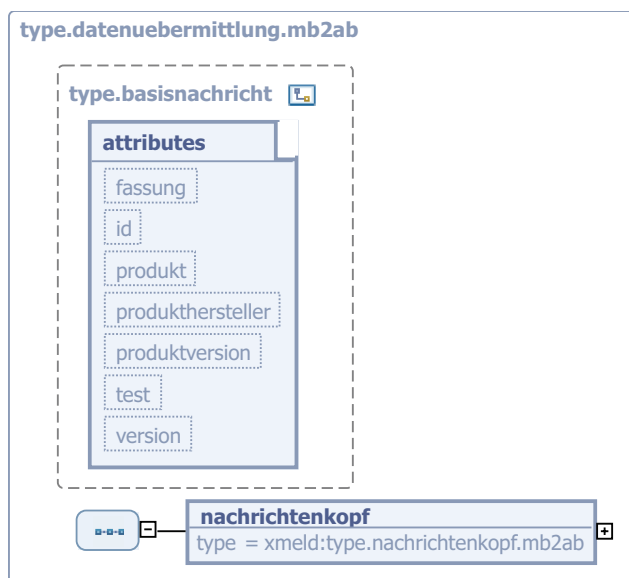 type.datenuebermittlung.mb2ab
type.basisnachricht
attributes
fassung
id
produkt
produkthersteller
produktversion
test
version
nachrichtenkopf
type = xmeld:type.nachrichtenkopf.mb2ab